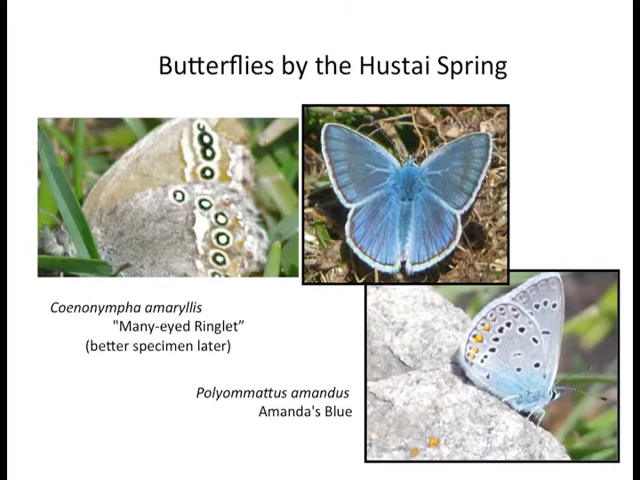 Butterflies by the Hustai Spring
Coenonympha amaryllis
"Many-eyed Ringlet”
(better specimen later)
Polyommattus amandus
Amanda's Blue